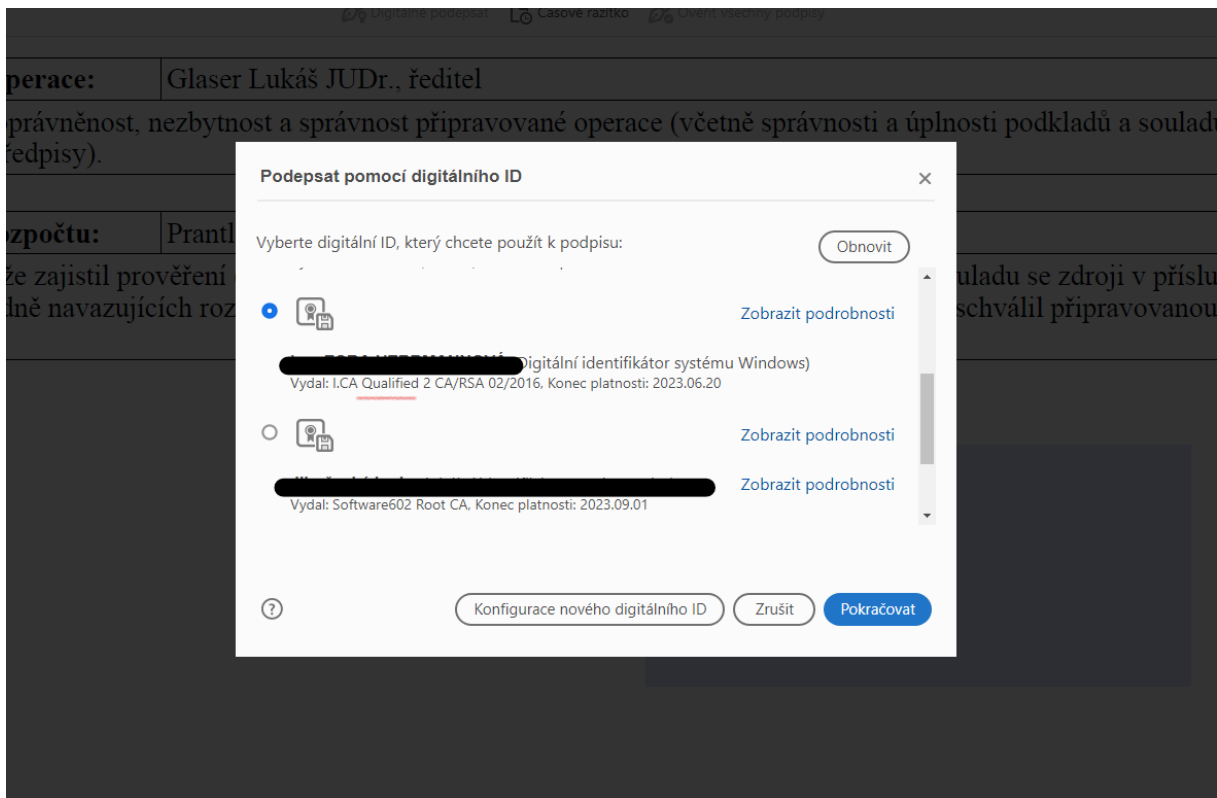 Digitálně podepsat Časové razítko Ověřit všechny podpisy
perace: Glaser Lukáš JUDr., ředitel
právněnost, nezbytnost a správnost připravované operace (včetně správnosti a úplnosti podkladů a souladu
ředpisy).
Podepsat pomocí digitálního ID
ozpočtu: Prantl
Vyberte digitální ID, který chcete použít k podpisu:
Obnovit
že zajistil prověření
uladu se zdroji v příslu
dně navazujících roz
schválil připravovanou
Zobrazit podrobnosti
Digitální identifikátor systému Windows)
Vydal: I.CA Qualified 2 CA/RSA 02/2016, Konec platnosti: 2023.06.20
Zobrazit podrobnosti
Zobrazit podrobnosti
Vydal: Software602 Root CA, Konec platnosti: 2023.09.01
Konfigurace nového digitálního ID Zrušit Pokračovat